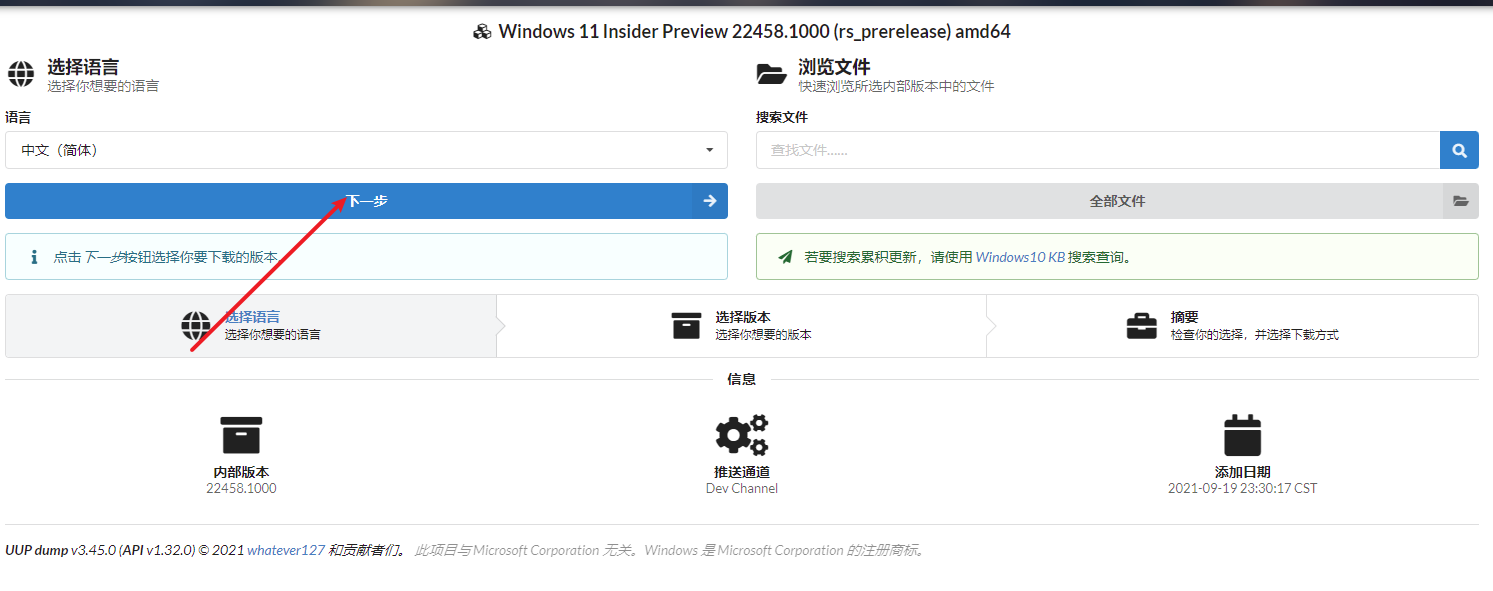 Windows 11 Insider Preview 22458.1000 (rs_prerelease) amd64
选择语言
选择你想要的语言
语言
中文（简体）
下一步
点击 下一步按钮选择你要下载的版本。
浏览文件
快速浏览所选内部版本中的文件
搜索文件
查找文件……
全部文件
若要搜索累积更新，请使用 Windows10 KB 搜索查询。
选择语言
选择你想要的语言
选择版本
选择你想要的版本
摘要
检查你的选择，并选择下载方式
信息
内部版本
22458.1000
推送通道
Dev Channel
添加日期
2021-09-19 23:30:17 CST
UUP dump v3.45.0 (API v1.32.0) © 2021 whatever127 和贡献者们。 此项目与 Microsoft Corporation 无关。Windows 是 Microsoft Corporation 的注册商标。